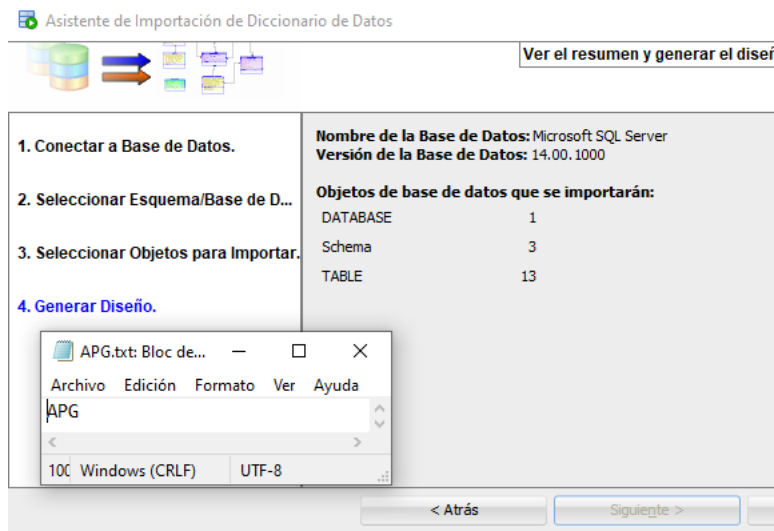 Asistente de Importación de Diccionario de Datos
Ver el resumen y generar el diseñ
1. Conectar a Base de Datos.
2. Seleccionar Esquema/Base de D...
3. Seleccionar Objetos para Importar.
4. Generar Diseño.
Nombre de la Base de Datos: Microsoft SQL Server
Versión de la Base de Datos: 14.00.1000
Objetos de base de datos que se importarán:
DATABASE 1
Schema 3
TABLE 13
APG.txt: Bloc de...
Archivo Edición Formato Ver Ayuda
APG
100 Windows (CRLF) UTF-8
< Atrás Siguiente >